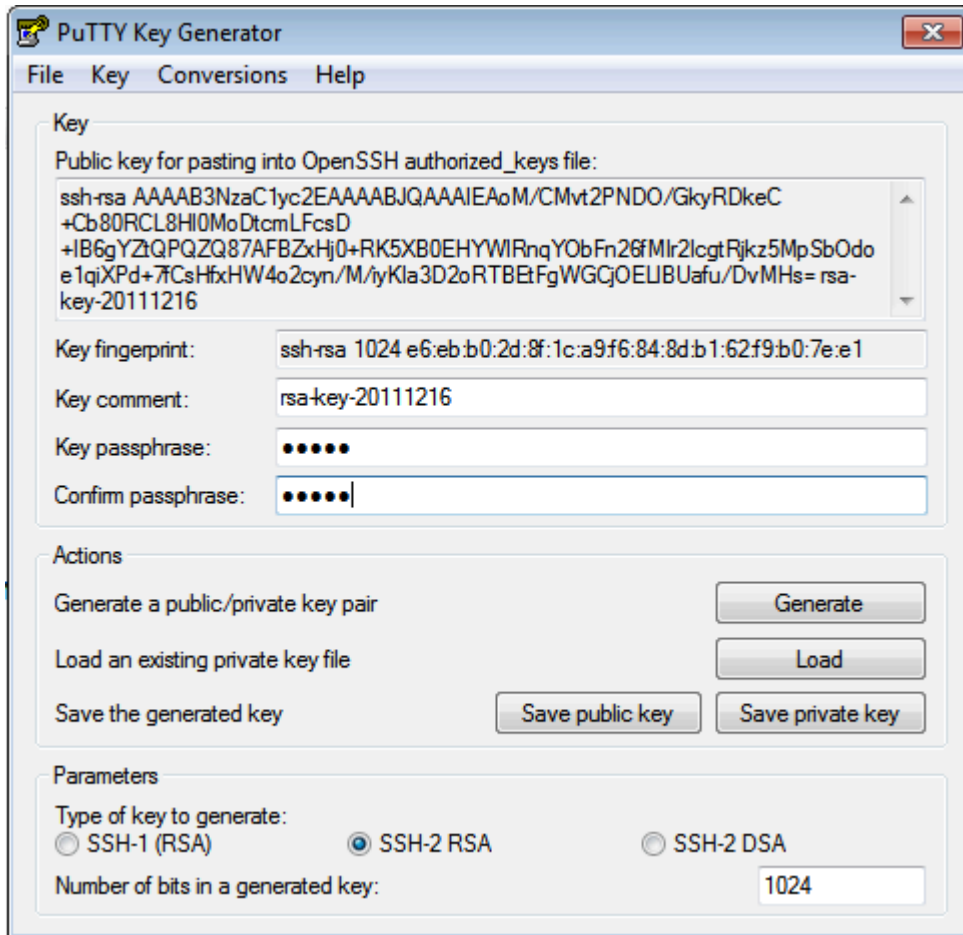 PuTTY Key Generator
File Key Conversions Help
Key
Public key for pasting into OpenSSH authorized_keys file:
ssh-rsa AAAAB3NzaC1yc2EAAAABJQAAAIEAoM/CMvt2PNDO/GkyRDkeC
+Cb80RCL8HI0MoDtcmLFcsD
+IB6gYZtQPQZQ87AFBZxHj0+RK5XB0EHYWIRnqYObFn26fMIr2IcgtRjkz5MpSbOdo
e1qiXPd+7fCsHfxHW4o2cyn/M/iyKIa3D2oRTBEtFgWGCjOELIBUafu/DvMHs= rsa-
key-20111216
Key fingerprint: ssh-rsa 1024 e6:eb:b0:2d:8f:1c:a9:f6:84:8d:b1:62:f9:b0:7e:e1
Key comment: rsa-key-20111216
Key passphrase: •••••
Confirm passphrase: •••••
Actions
Generate a public/private key pair Generate
Load an existing private key file Load
Save the generated key Save public key Save private key
Parameters
Type of key to generate:
SSH-1 (RSA) SSH-2 RSA SSH-2 DSA
Number of bits in a generated key: 1024